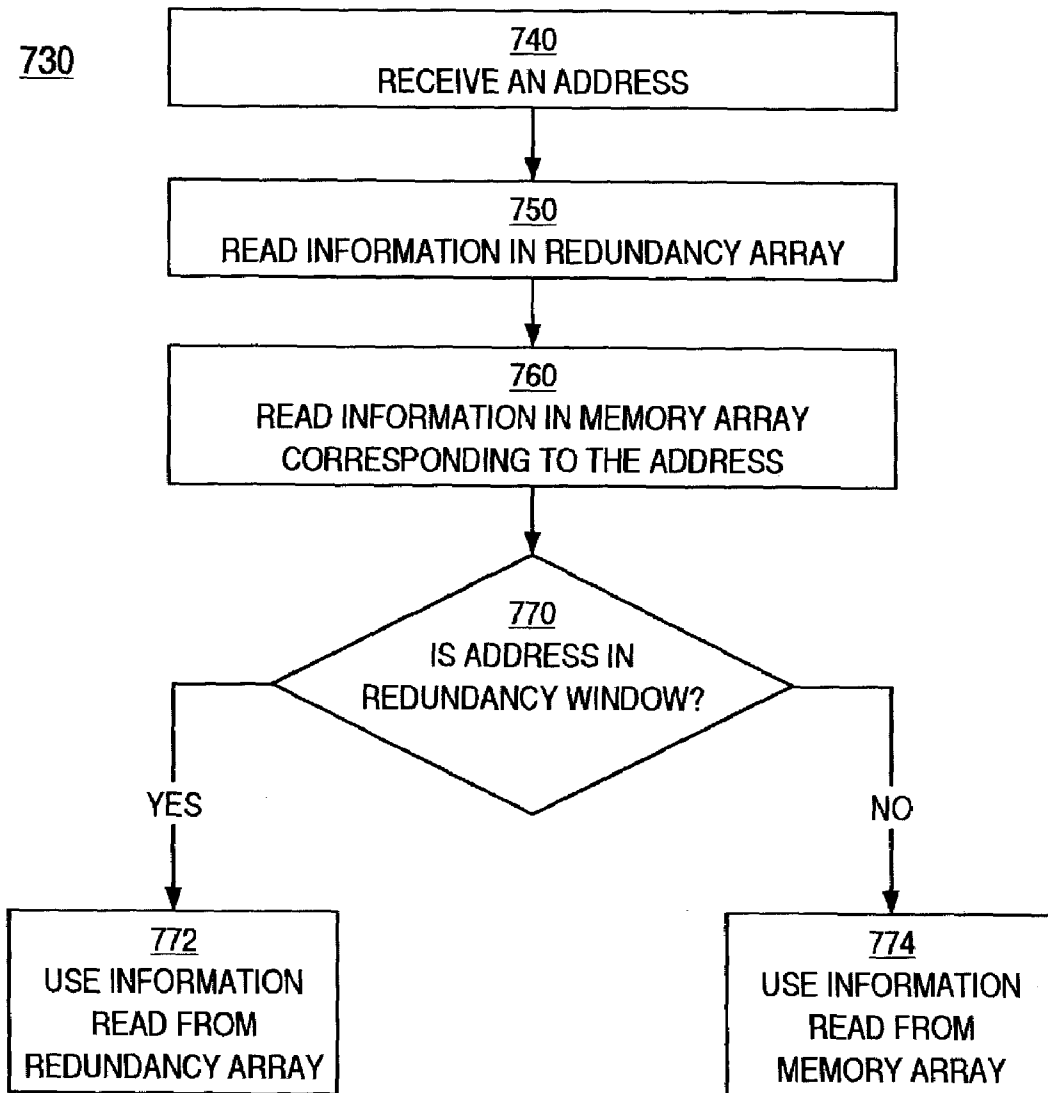 730
740
RECEIVE AN ADDRESS
750
READ INFORMATION IN REDUNDANCY ARRAY
760
READ INFORMATION IN MEMORY ARRAY
CORRESPONDING TO THE ADDRESS
770
IS ADDRESS IN
REDUNDANCY WINDOW?
YES
NO
772
USE INFORMATION
READ FROM
REDUNDANCY ARRAY
774
USE INFORMATION
READ FROM
MEMORY ARRAY